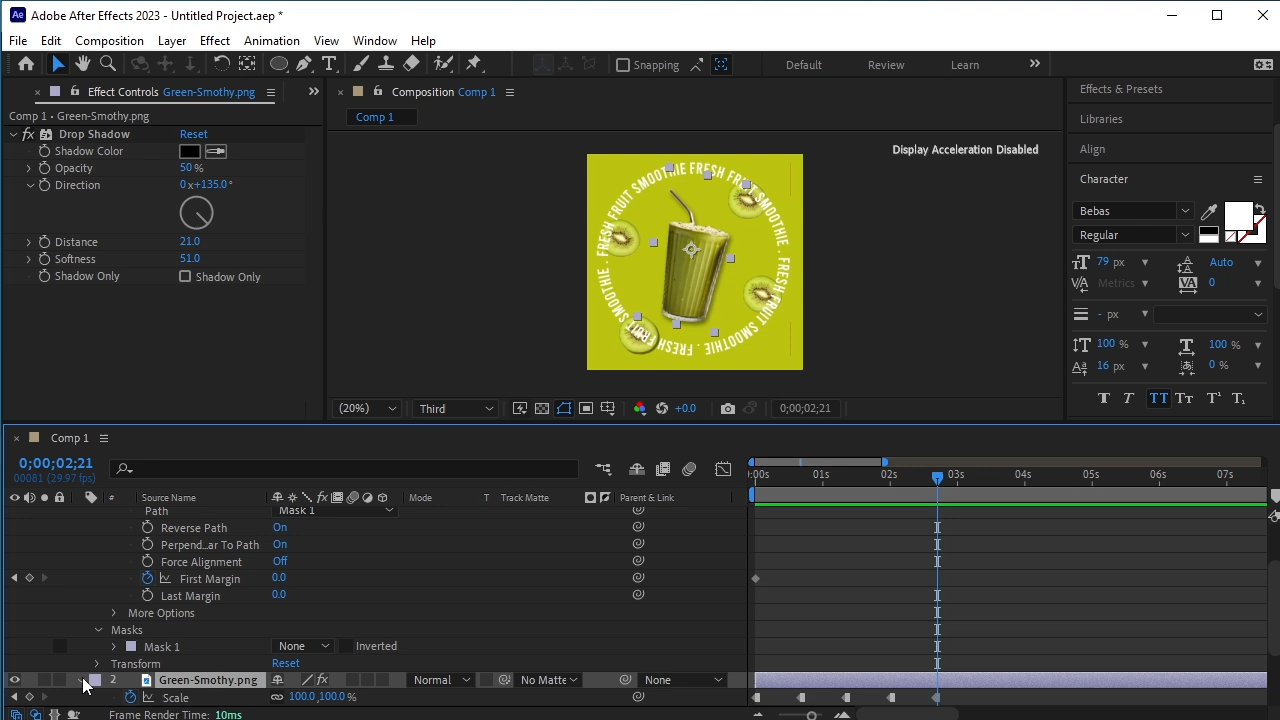 Adobe After Effects 2023 - Untitled Project.aep *
File Edit Composition Layer Effect Animation View Window Help
Snapping Default Review Learn
Effect Controls Green-Smothy.png
Comp 1 • Green-Smothy.png
fx Drop Shadow Reset
Shadow Color
Opacity 50 %
Direction 0 x+135.0 °
Distance 21.0
Softness 51.0
Shadow Only Shadow Only
Composition Comp 1
Comp 1
Display Acceleration Disabled
FRESH FRUIT SMOOTHIE FRESH FRUIT SMOOTHIE . FRESH FRUIT SMOOTHIE . FRESH FRUIT SMOOTHIE .
(20%) Third +0.0 0;00;02;21
Effects & Presets
Libraries
Align
Character
Bebas
Regular
79 px Auto
Metrics 0
- px
100 % 100 %
16 px 0 %
T T TT Tт T¹ T₁
Comp 1
0;00;02;21
00081 (29.97 fps)
:00s 01s 02s 03s 04s 05s 06s 07s
# Source Name Mode T Track Matte Parent & Link
Path Mask 1
Reverse Path On
Perpend...ar To Path On
Force Alignment Off
First Margin 0.0
Last Margin 0.0
More Options
Masks
Mask 1 None Inverted
Transform Reset
2 Green-Smothy.png Normal No Matte None
Scale 100.0,100.0 %
Frame Render Time: 10ms